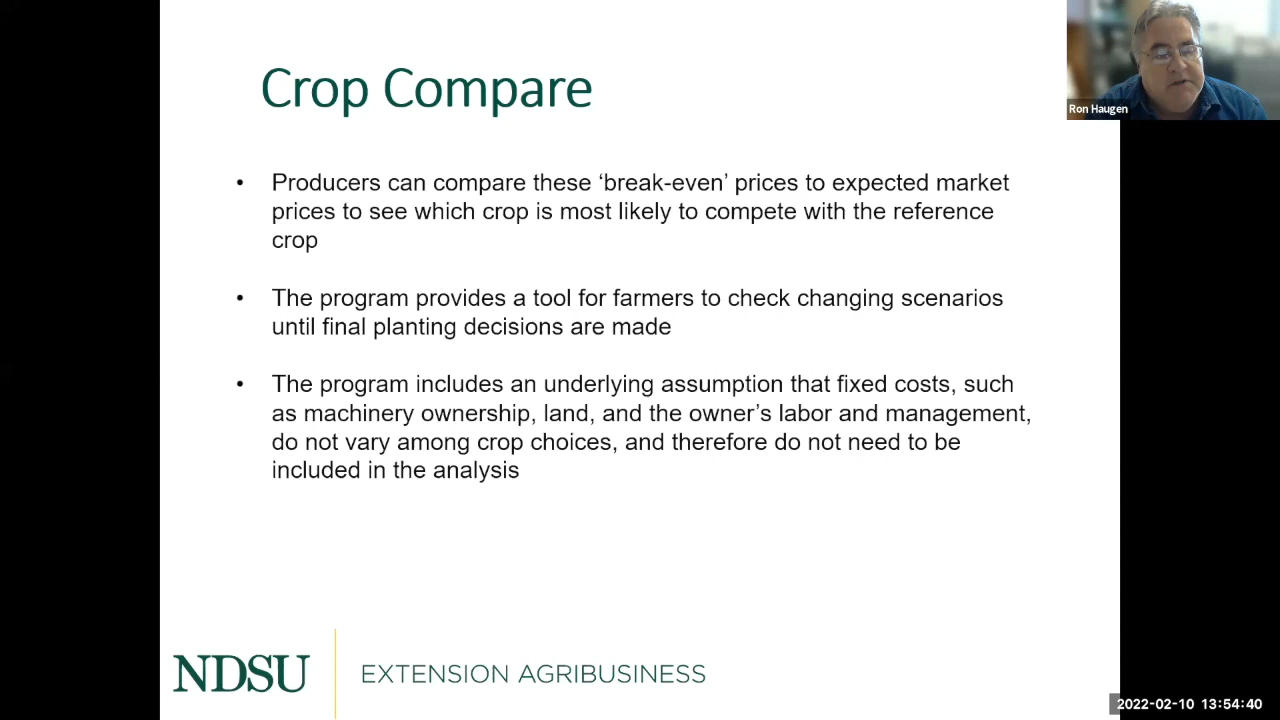 Crop Compare
Ron Haugen
• Producers can compare these ‘break-even’ prices to expected market
prices to see which crop is most likely to compete with the reference
crop
• The program provides a tool for farmers to check changing scenarios
until final planting decisions are made
• The program includes an underlying assumption that fixed costs, such
as machinery ownership, land, and the owner’s labor and management,
do not vary among crop choices, and therefore do not need to be
included in the analysis
NDSU EXTENSION AGRIBUSINESS
2022-02-10 13:54:40